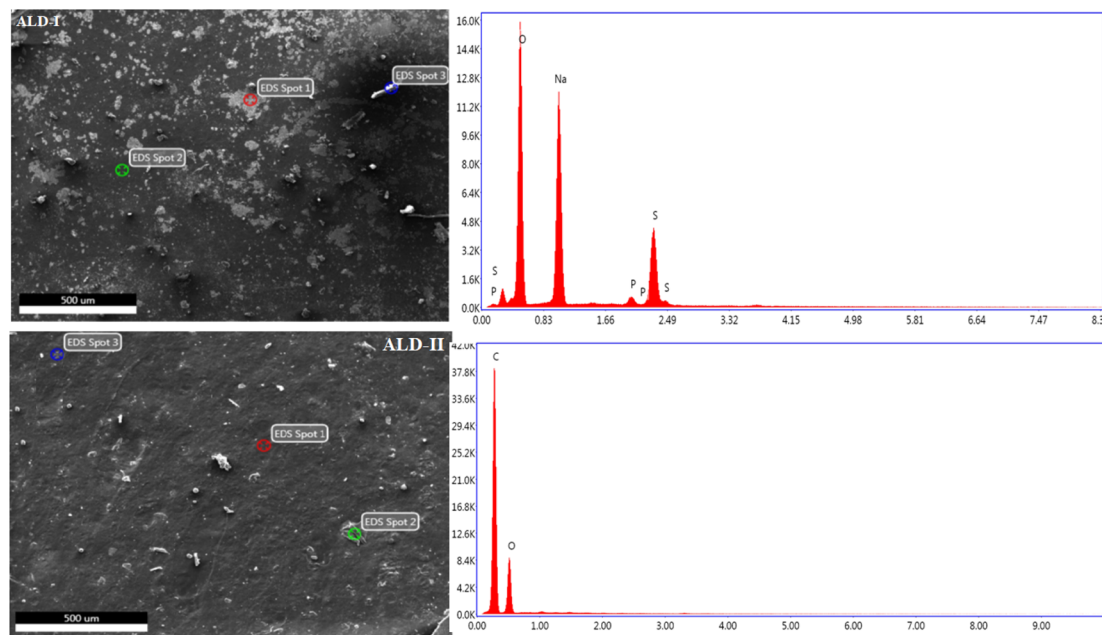 ALD-I
EDS Spot 1
EDS Spot 2
EDS Spot 3
500 um
16.0K
14.4K
12.8K
11.2K
9.6K
8.0K
6.4K
4.8K
3.2K
1.6K
0.0K
S
P
O
Na
P
P
S
S
0.00 0.83 1.66 2.49 3.32 4.15 4.98 5.81 6.64 7.47 8.3
ALD-II
EDS Spot 3
EDS Spot 1
EDS Spot 2
500 um
42.0K
37.8K
33.6K
29.4K
25.2K
21.0K
16.8K
12.6K
8.4K
4.2K
0.0K
C
O
0.00 1.00 2.00 3.00 4.00 5.00 6.00 7.00 8.00 9.00